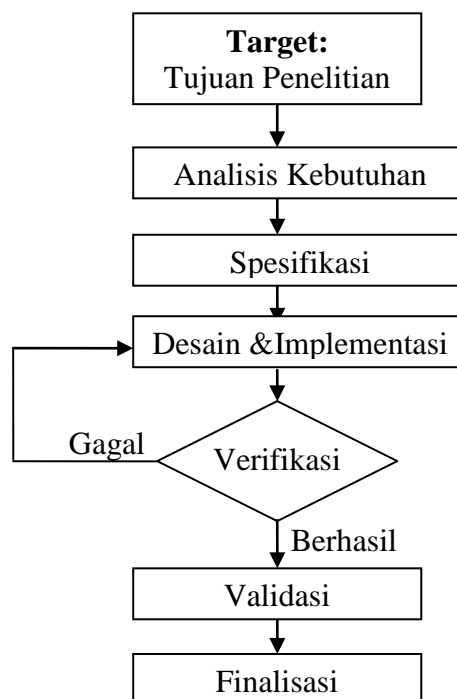 Target:
Tujuan Penelitian
Analisis Kebutuhan
Spesifikasi
Desain &Implementasi
Gagal
Verifikasi
Berhasil
Validasi
Finalisasi